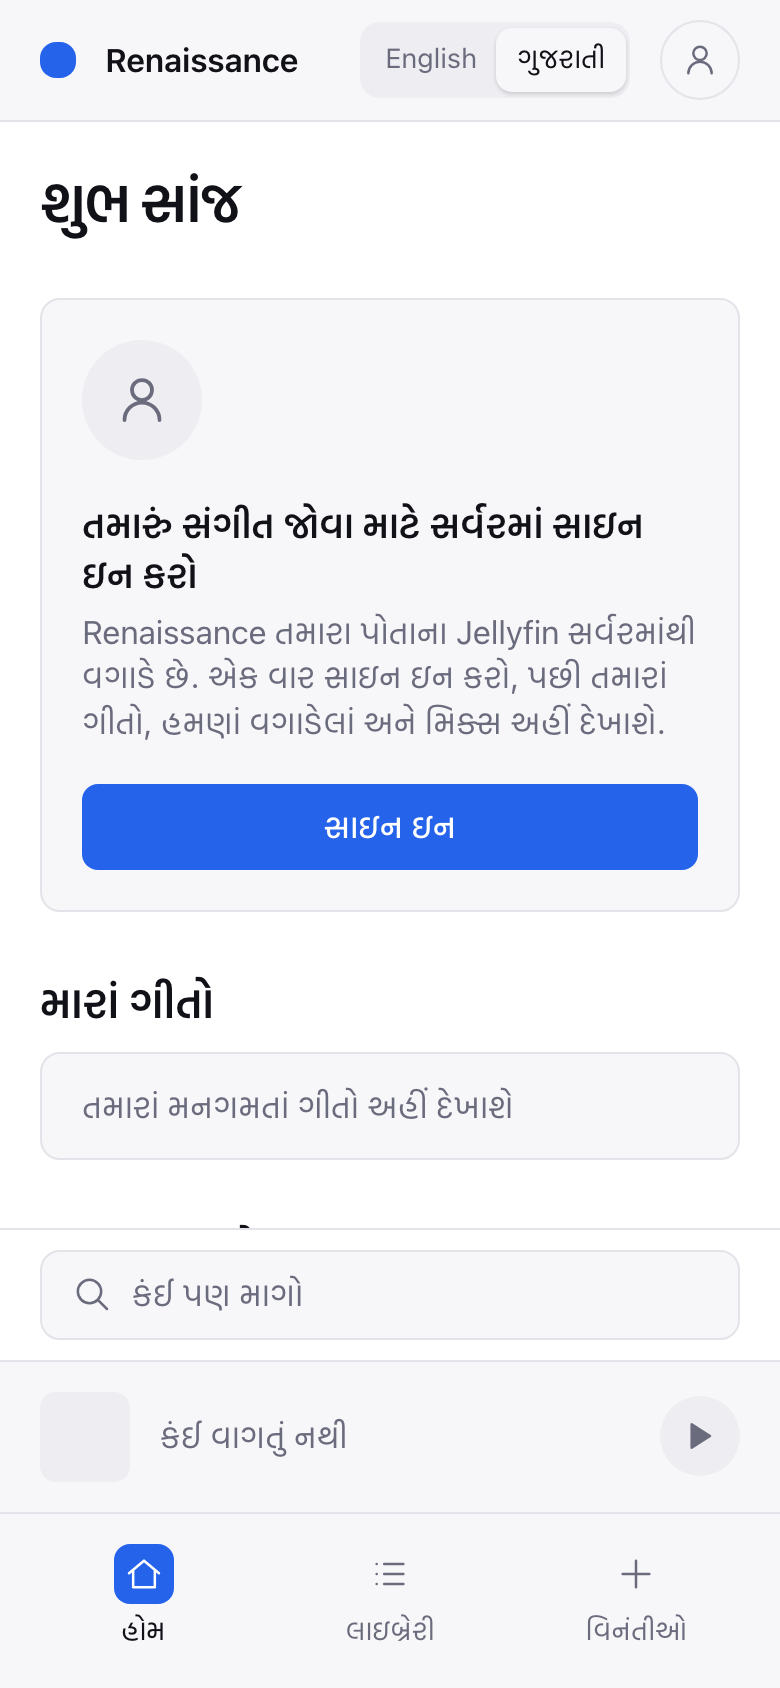 Renaissance
English
ગુજરાતી
શુભ સાંજ
તમારું સંગીત જોવા માટે સર્વરમાં સાઇન
ઇન કરો
Renaissance તમારા પોતાના Jellyfin સર્વરમાંથી
વગાડે છે. એક વાર સાઇન ઇન કરો, પછી તમારાં
ગીતો, હમણાં વગાડેલાં અને મિક્સ અહીં દેખાશે.
સાઇન ઇન
મારાં ગીતો
તમારાં મનગમતાં ગીતો અહીં દેખાશે
કંઈ પણ માગો
કંઈ વાગતું નથી
હોમ
લાઇબ્રેરી
વિનંતીઓ